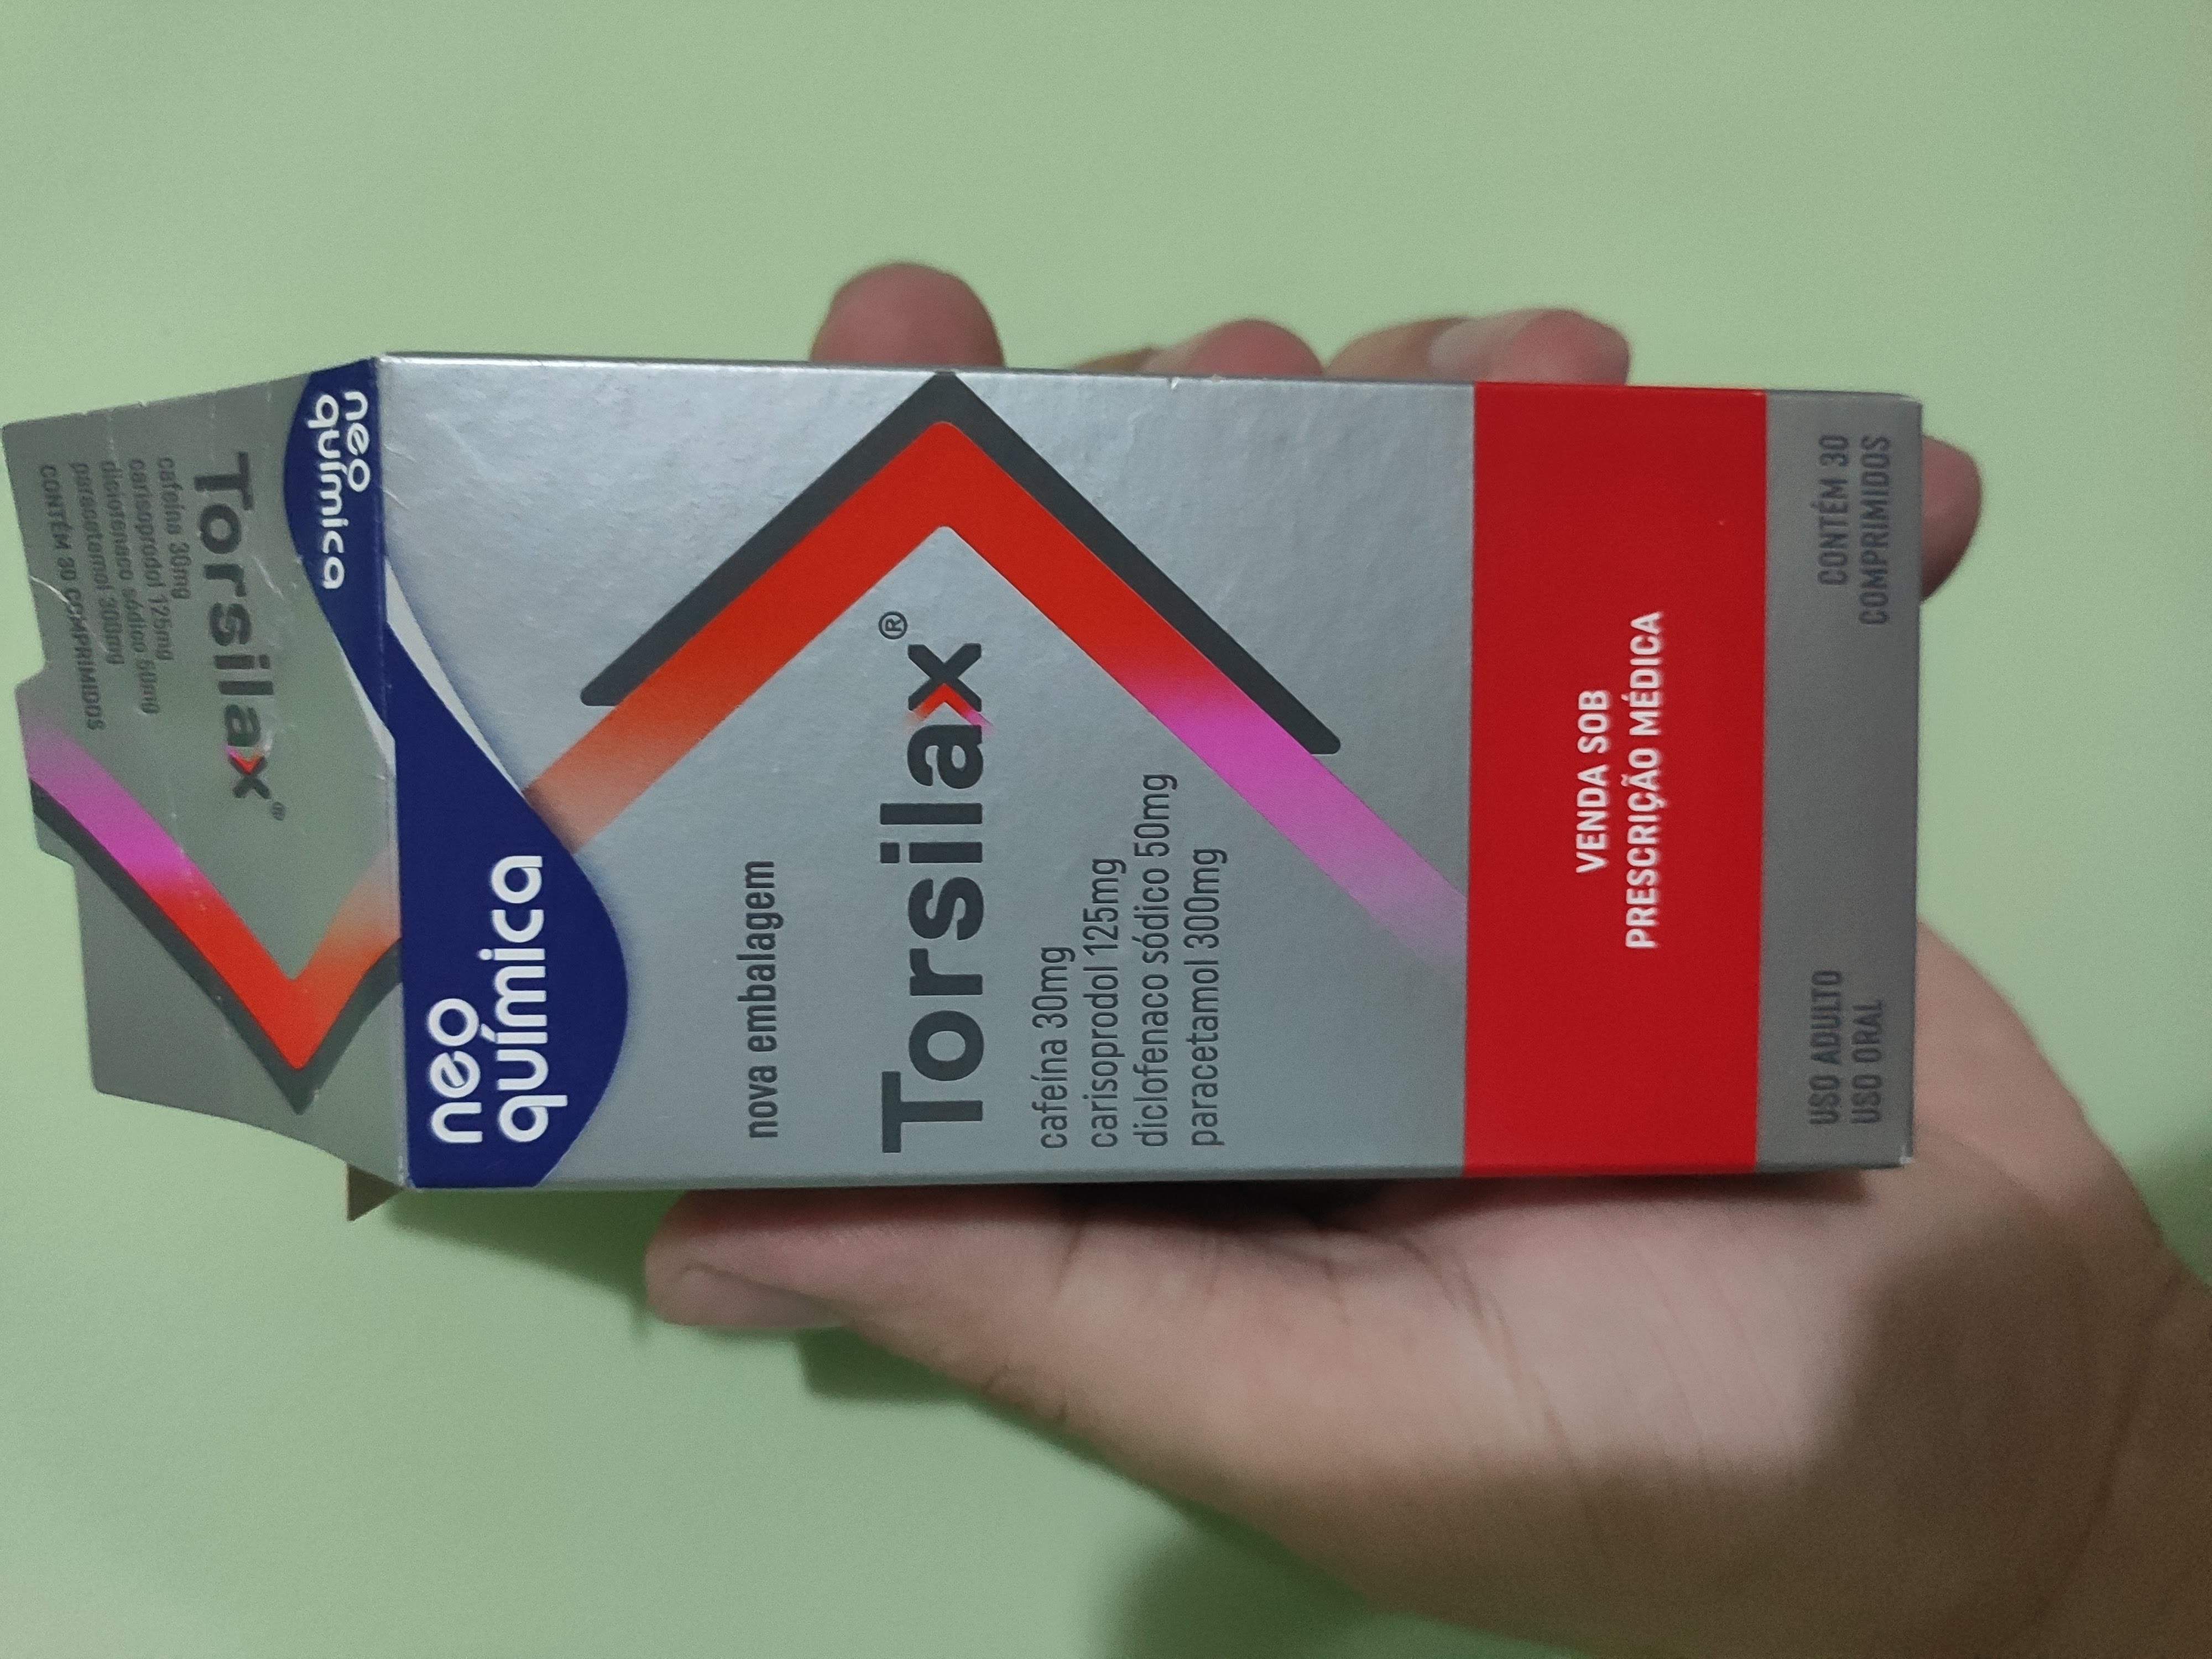 CONTÉM 30 COMPRIMIDOS
paracetamol 300mg
diclofenaco sódico 50mg
carisoprodol 125mg
cafeína 30mg
Torsilax®
neo
química
neo
química
nova embalagem
Torsilax®
cafeína 30mg
carisoprodol 125mg
diclofenaco sódico 50mg
paracetamol 300mg
VENDA SOB
PRESCRIÇÃO MÉDICA
USO ADULTO
USO ORAL
CONTÉM 30
COMPRIMIDOS